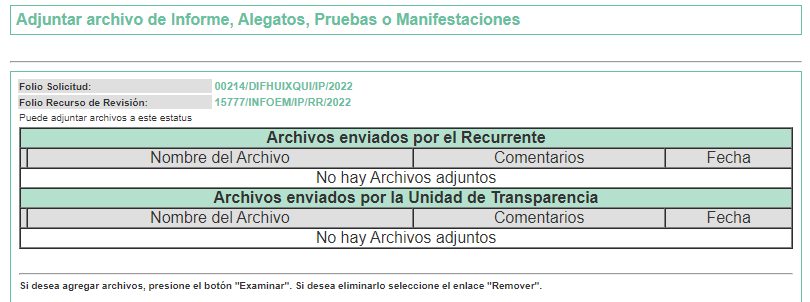 Adjuntar archivo de Informe, Alegatos, Pruebas o Manifestaciones
Folio Solicitud: 00214/DIFHUIXQUI/IP/2022
Folio Recurso de Revisión: 15777/INFOEM/IP/RR/2022
Puede adjuntar archivos a este estatus
Archivos enviados por el Recurrente
Nombre del Archivo Comentarios Fecha
No hay Archivos adjuntos
Archivos enviados por la Unidad de Transparencia
Nombre del Archivo Comentarios Fecha
No hay Archivos adjuntos
Si desea agregar archivos, presione el botón "Examinar". Si desea eliminarlo seleccione el enlace "Remover".